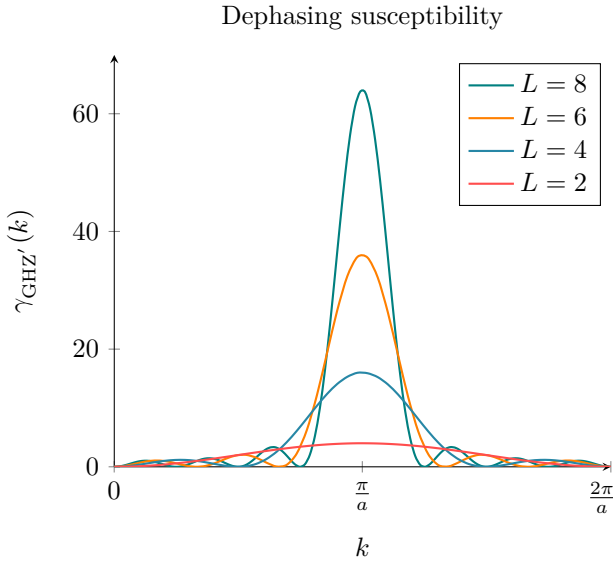 Dephasing susceptibility
L = 8
L = 6
L = 4
L = 2
60
40
20
0
γGHZ′(k)
0
π/a
2π/a
k